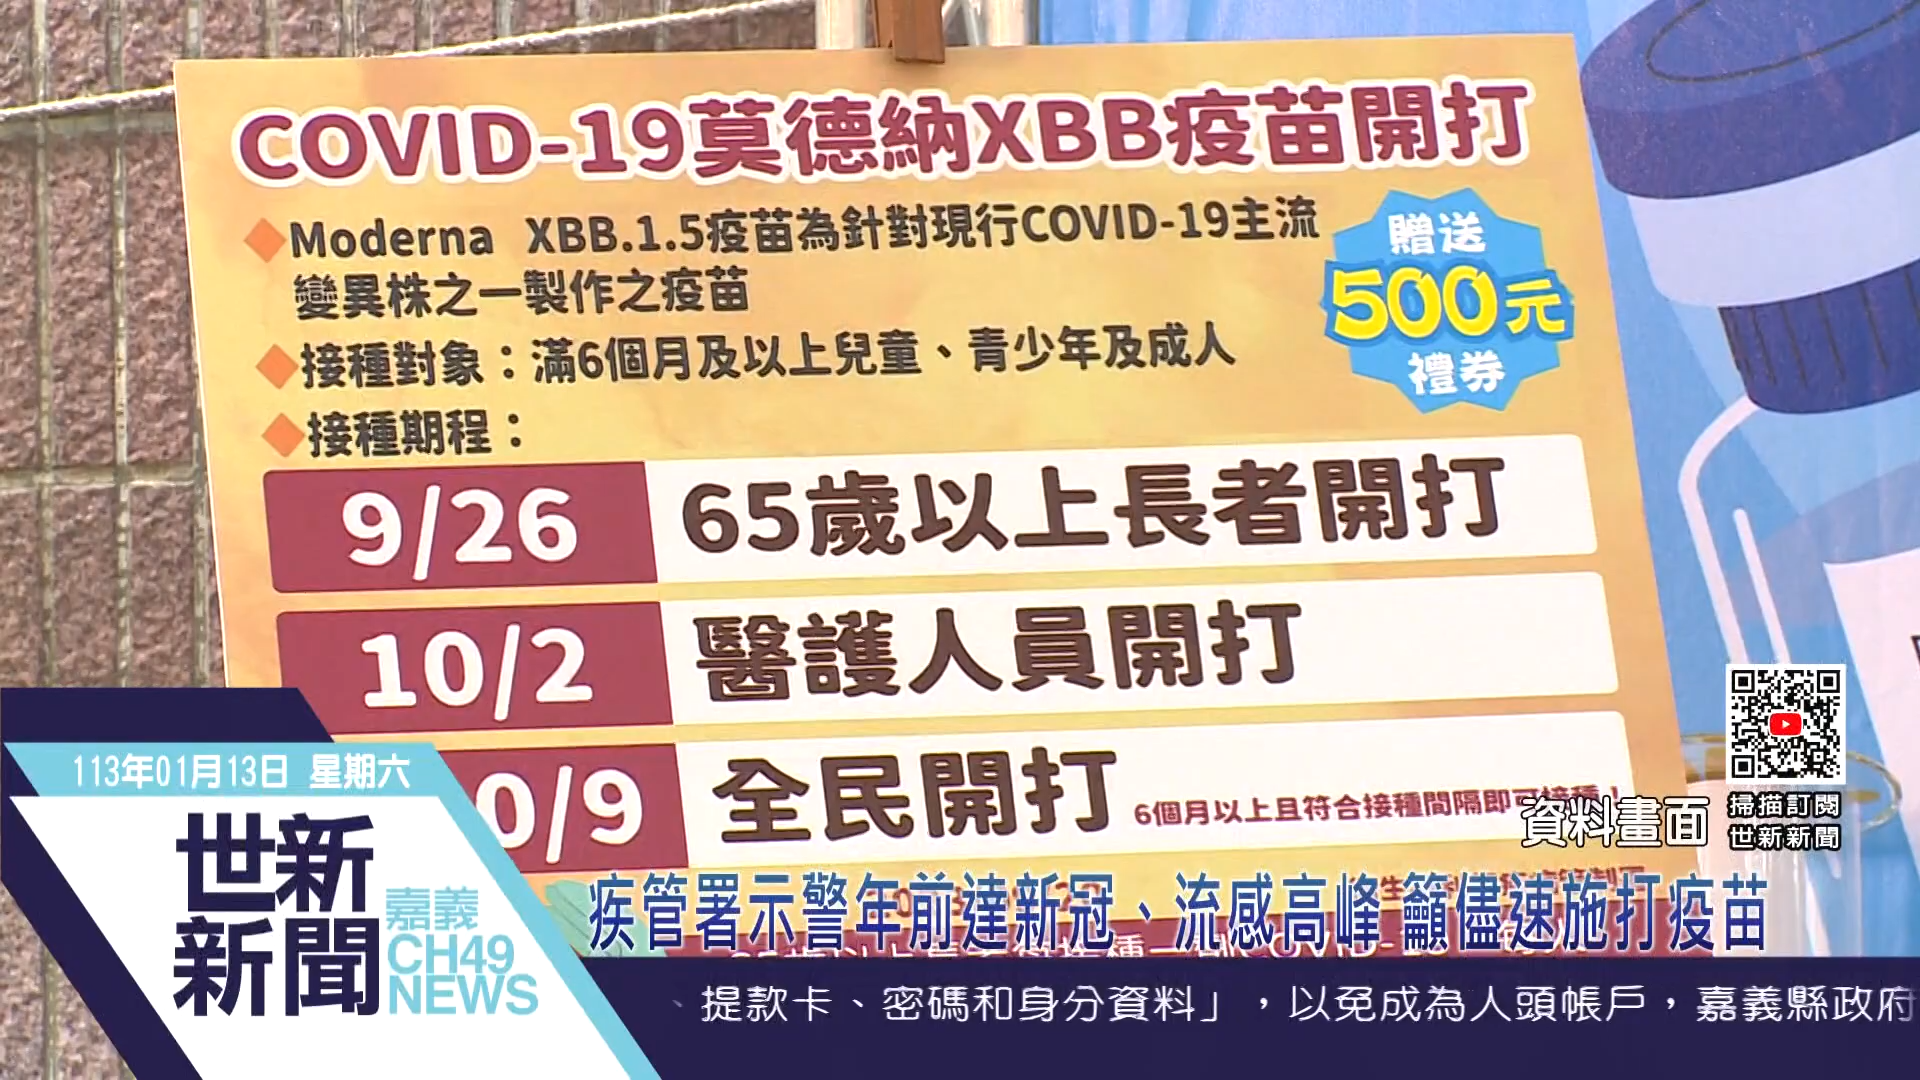 COVID-19莫德納XBB疫苗開打
Moderna XBB.1.5疫苗為針對現行COVID-19主流
變異株之一製作之疫苗
接種對象：滿6個月及以上兒童、青少年及成人
接種期程：
贈送
500元
禮券
9/26 65歲以上長者開打
10/2 醫護人員開打
0/9 全民開打 6個月以上且符合接種間隔即可接種！
資料畫面
掃描訂閱
世新新聞
113年01月13日 星期六
世新
新聞
嘉義
CH49
NEWS
疾管署示警年前達新冠、流感高峰 籲儘速施打疫苗
、提款卡、密碼和身分資料」，以免成為人頭帳戶，嘉義縣政府